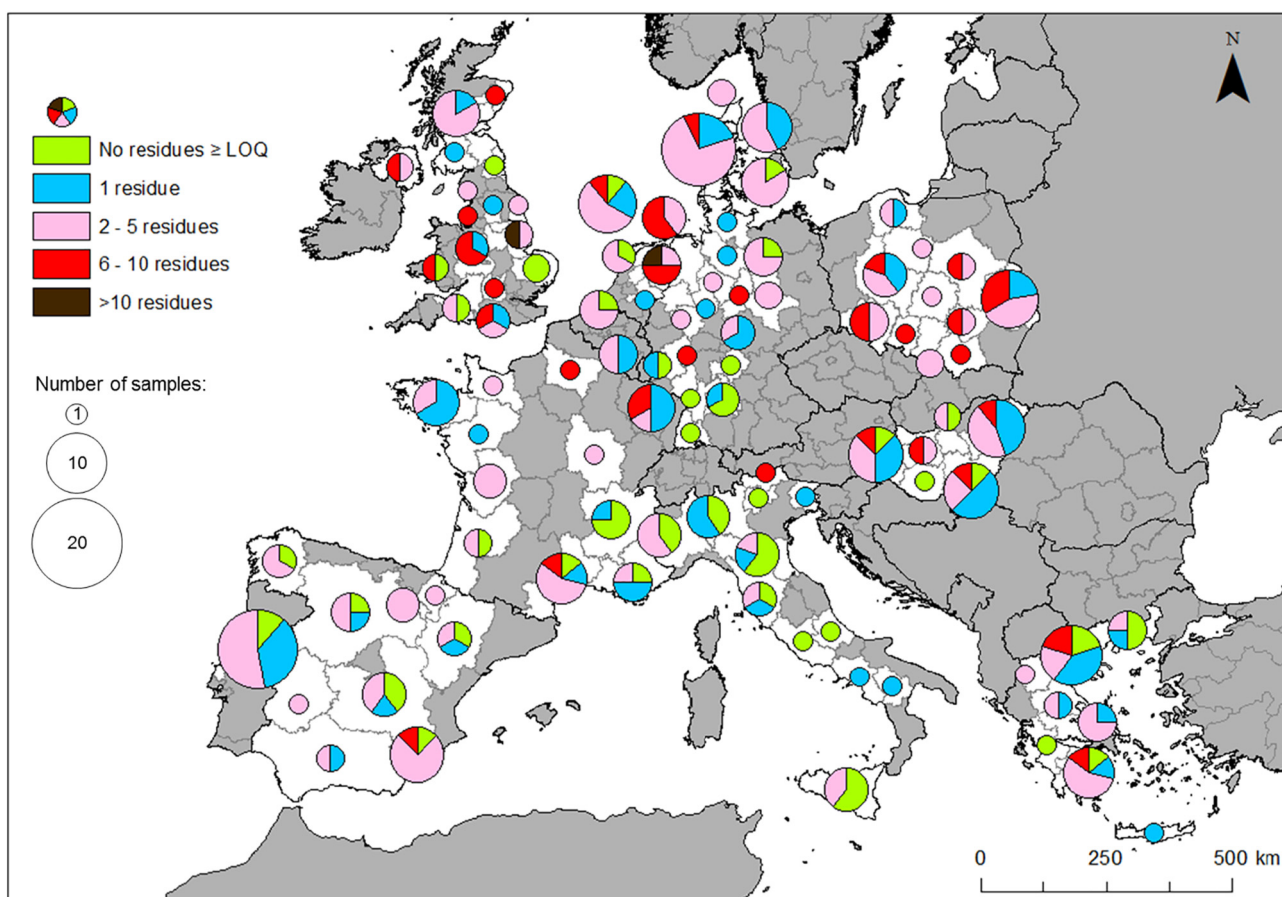 N
No residues ≥ LOQ
1 residue
2 - 5 residues
6 - 10 residues
>10 residues
Number of samples:
1
10
20
0 250 500 km